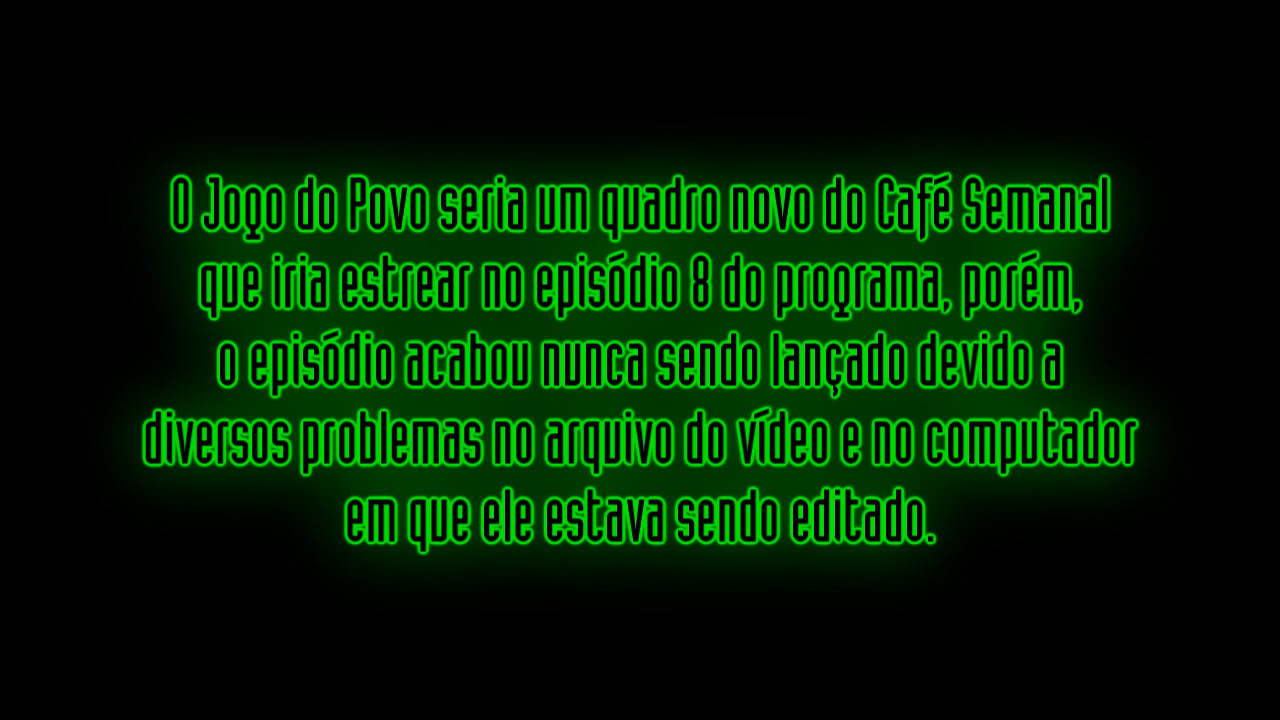 O Jogo do Povo seria um quadro novo do Café Semanal
que iria estrear no episódio 8 do programa, porém,
o episódio acabou nunca sendo lançado devido a
diversos problemas no arquivo do vídeo e no computador
em que ele estava sendo editado.